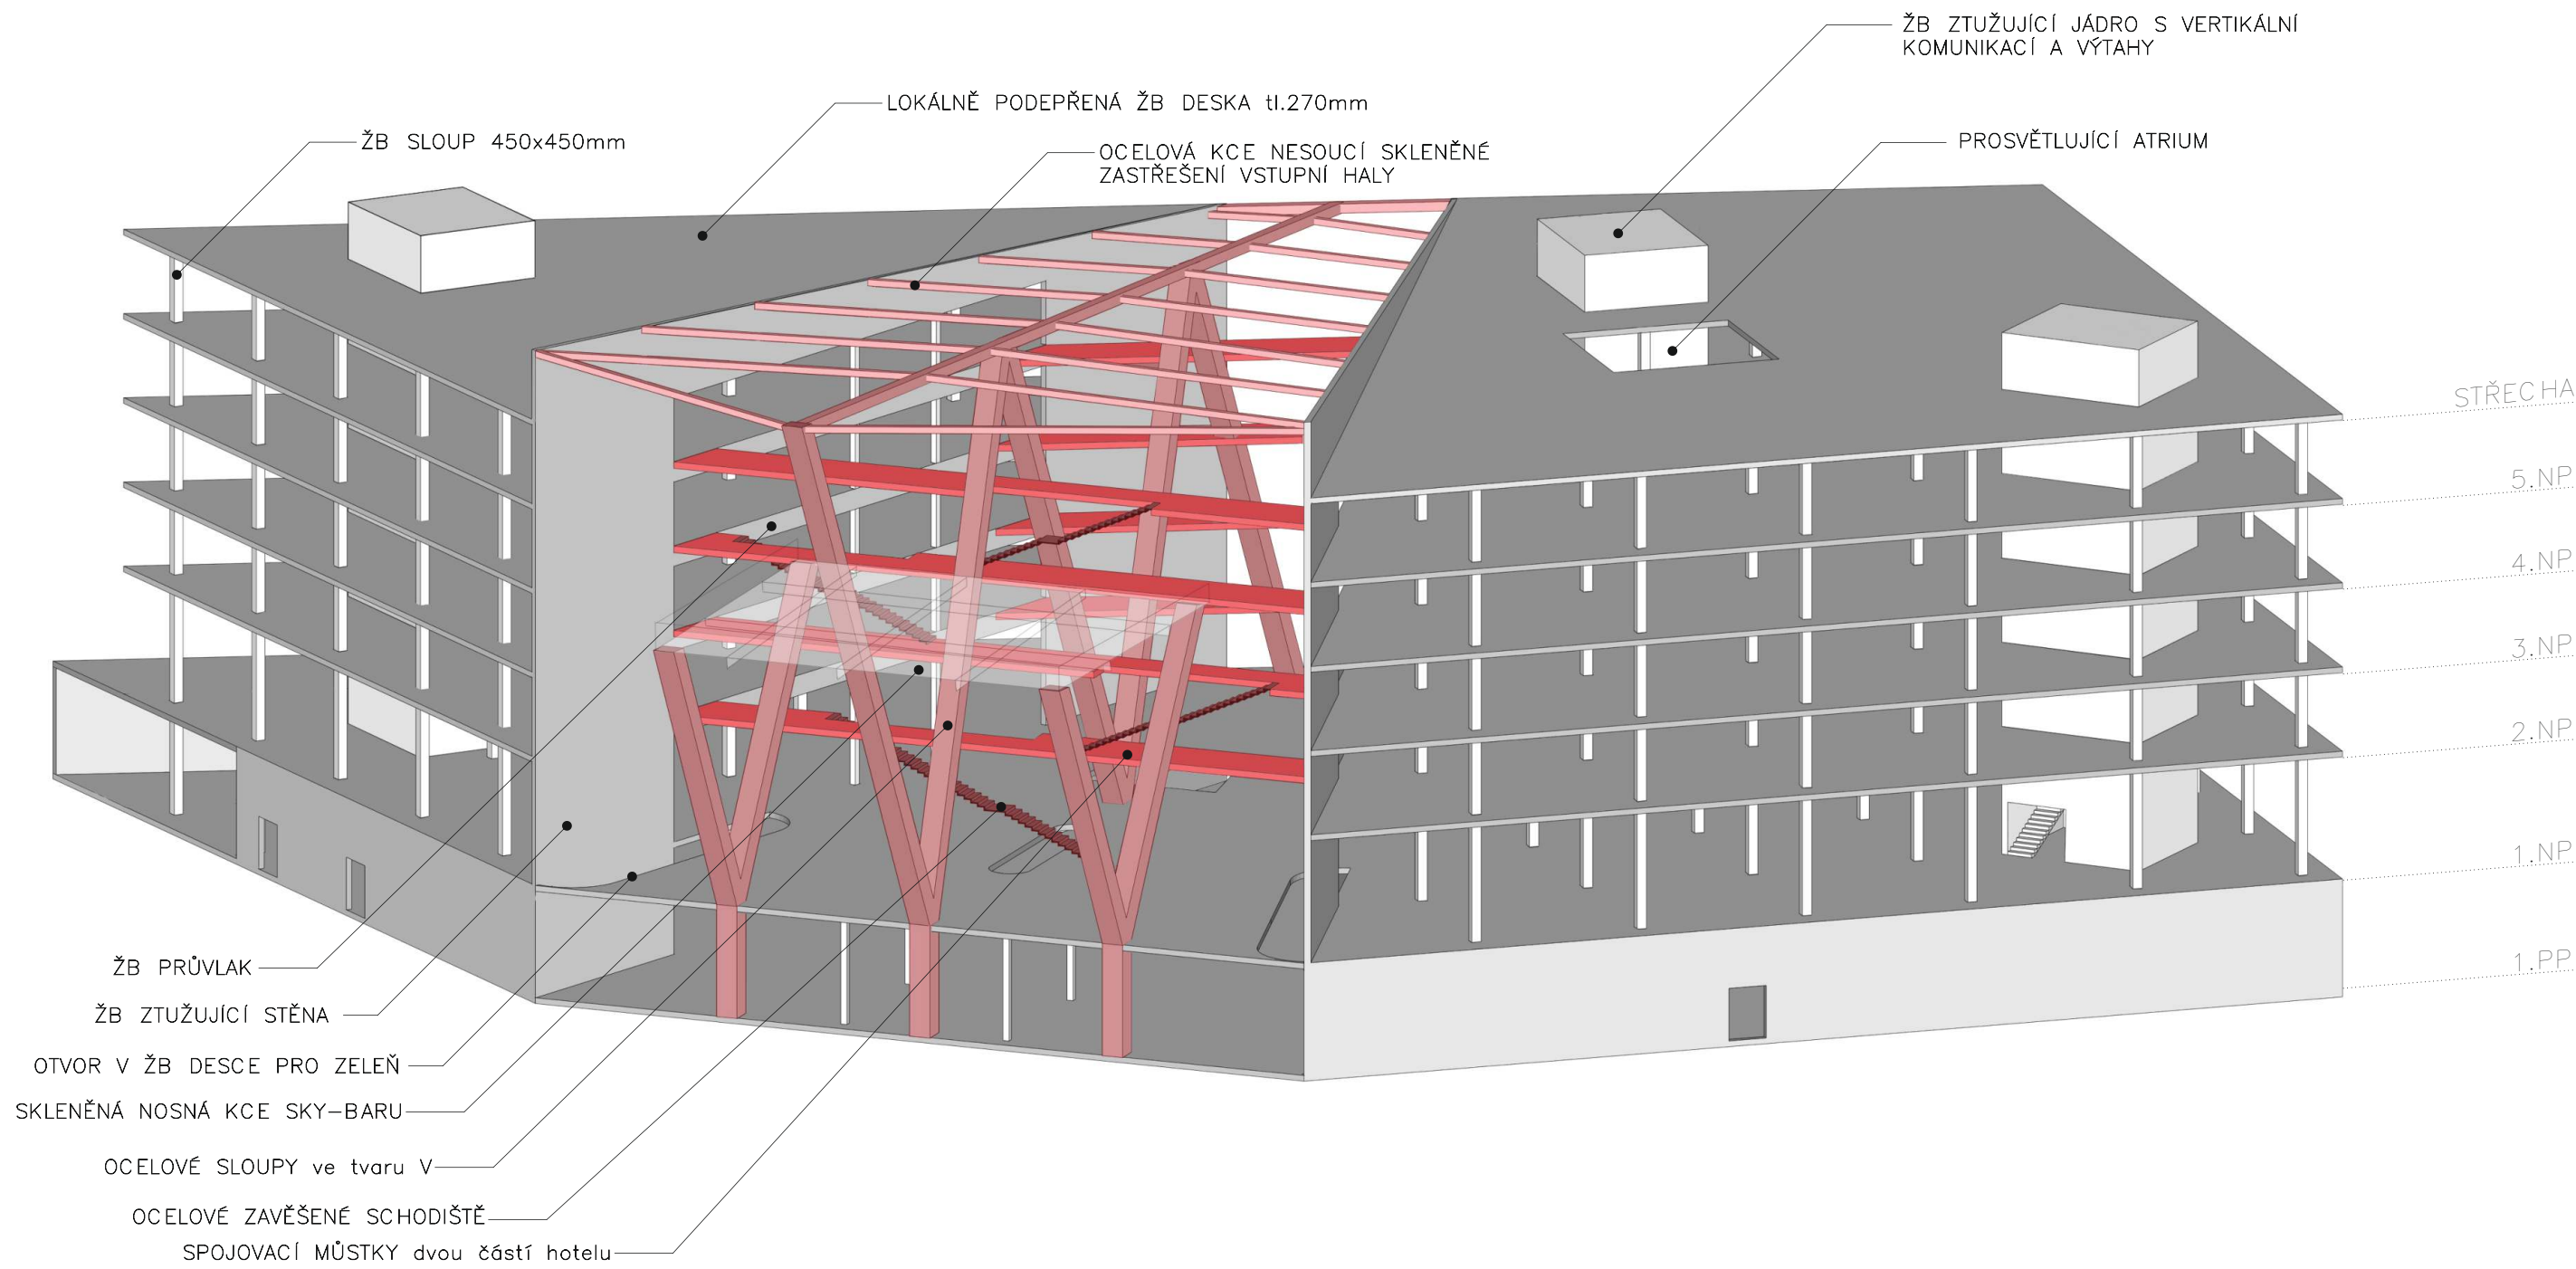 ŽB ZTUŽUJÍCÍ JÁDRO S VERTIKÁLNÍ
KOMUNIKACÍ A VÝTAHY
LOKÁLNĚ PODEPŘENÁ ŽB DESKA tl.270mm
ŽB SLOUP 450x450mm
OCELOVÁ KCE NESOUCÍ SKLENĚNÉ
ZASTŘEŠENÍ VSTUPNÍ HALY
PROSVĚTLUJÍCÍ ATRIUM
STŘECHA
5.NP
4.NP
3.NP
2.NP
1.NP
1.PP
ŽB PRŮVLAK
ŽB ZTUŽUJÍCÍ STĚNA
OTVOR V ŽB DESCE PRO ZELEŇ
SKLENĚNÁ NOSNÁ KCE SKY-BARU
OCELOVÉ SLOUPY ve tvaru V
OCELOVÉ ZAVĚŠENÉ SCHODIŠTĚ
SPOJOVACÍ MŮSTKY dvou částí hotelu